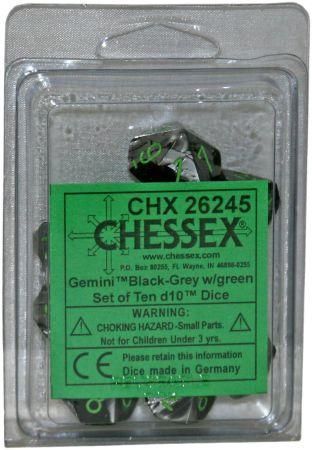 CHX 26245
CHESSEX
www.chessex.com
P.O. Box 80255, Ft. Wayne, IN 46898-0255
Gemini™Black-Grey w/green
Set of Ten d10™ Dice
WARNING:
CHOKING HAZARD-Small Parts.
Not for Children Under 3 yrs.
CE Please retain this information
Dice made in Germany